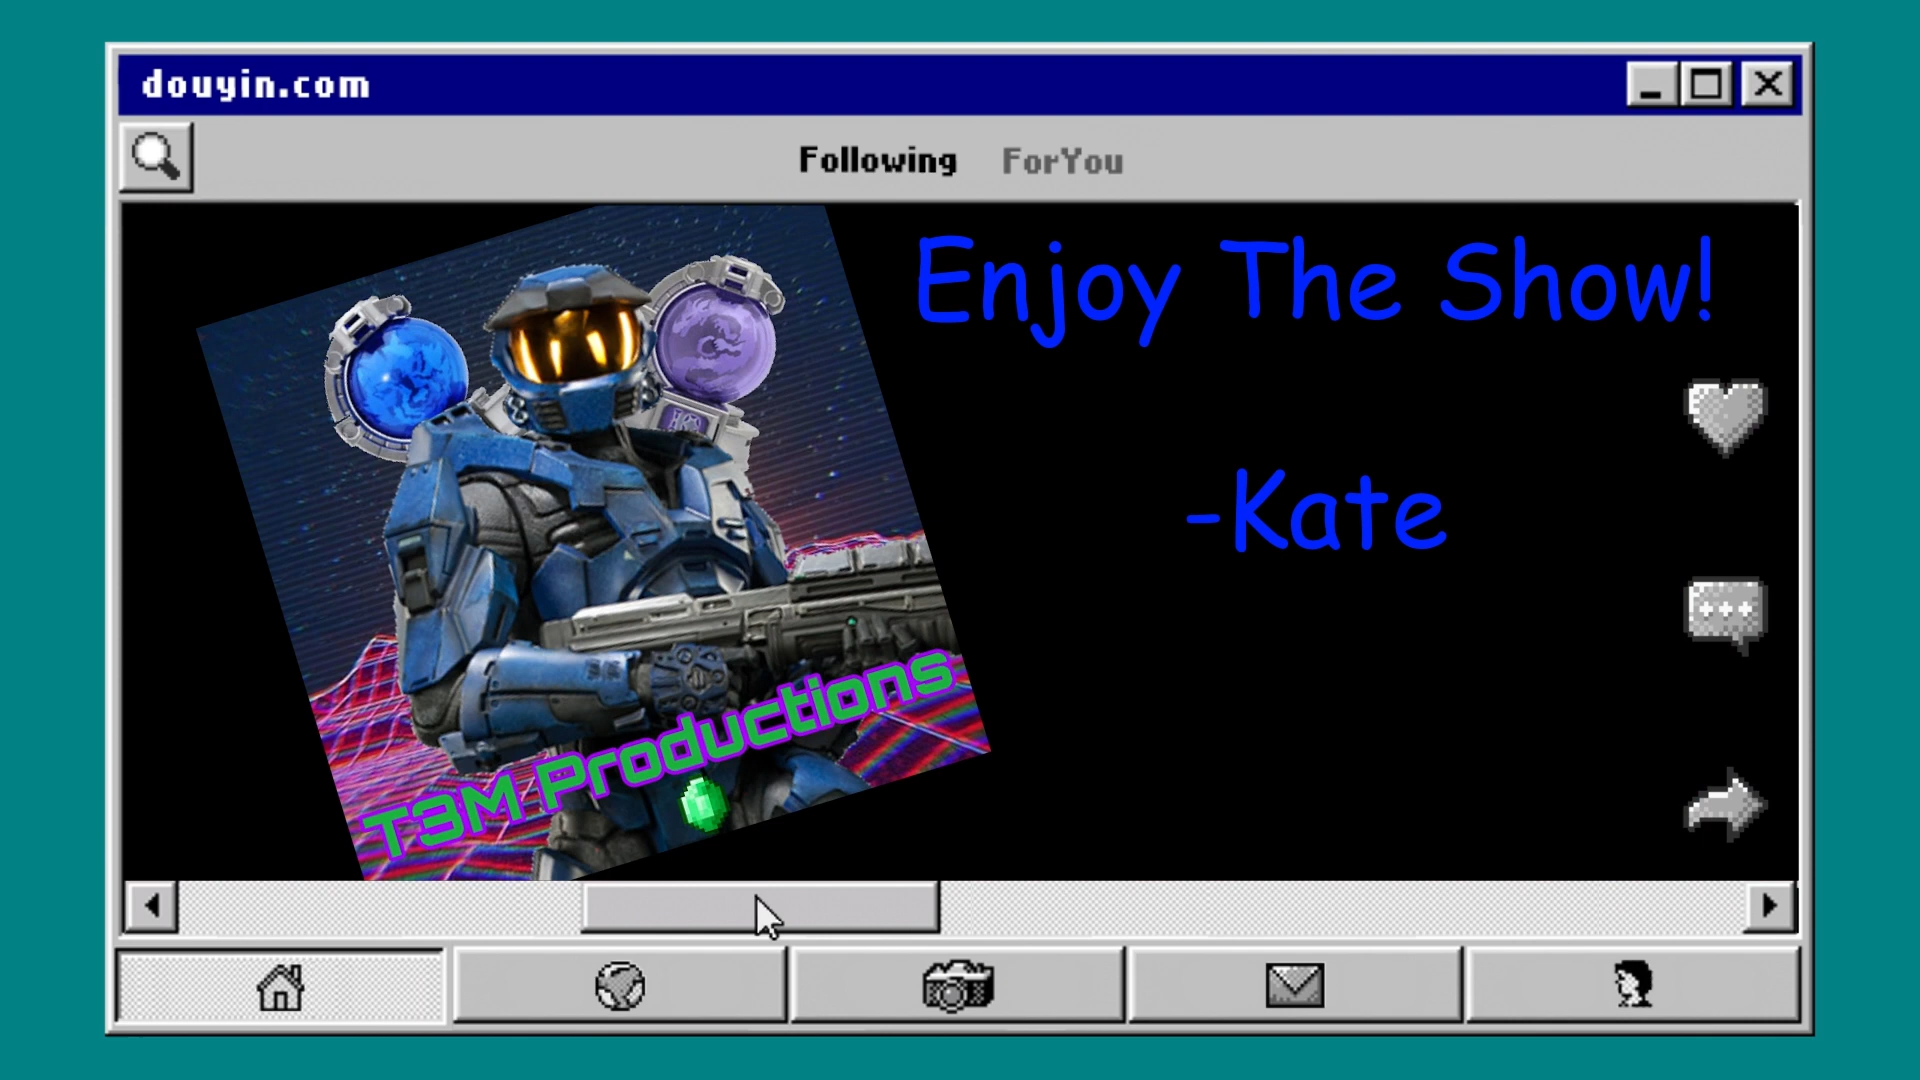 douyin.com
Following ForYou
Enjoy The Show!
-Kate
T3M Productions